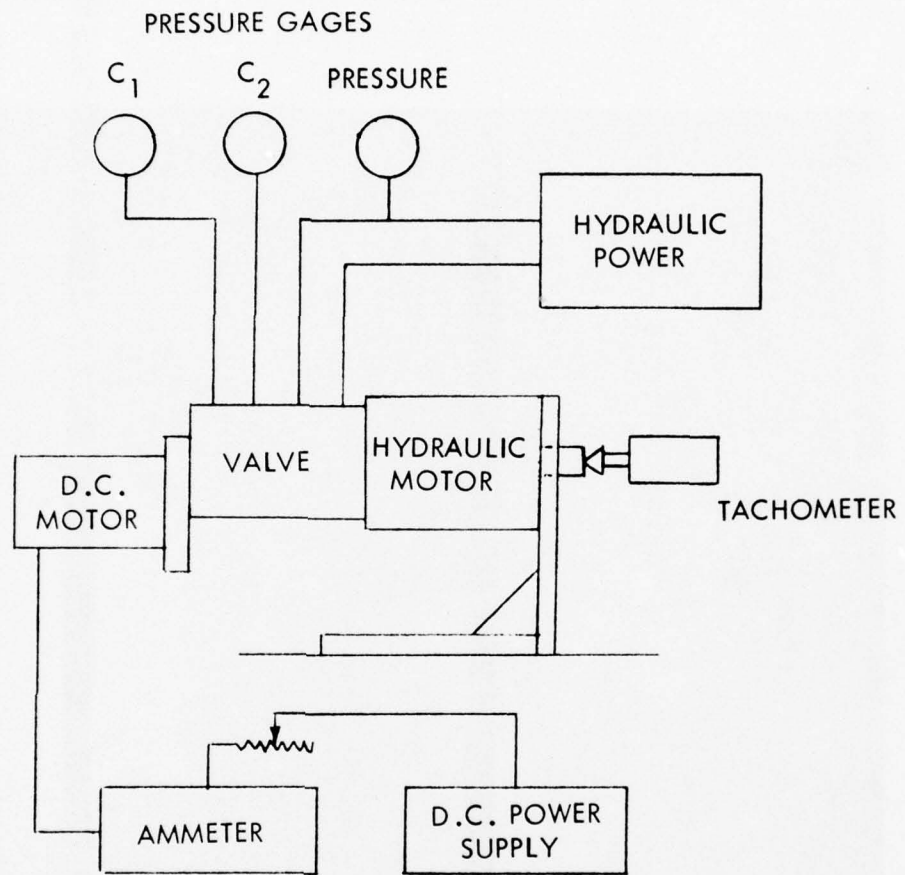 PRESSURE GAGES
C1
C2
PRESSURE
HYDRAULIC
POWER
VALVE
HYDRAULIC
MOTOR
D.C.
MOTOR
TACHOMETER
AMMETER
D.C. POWER
SUPPLY